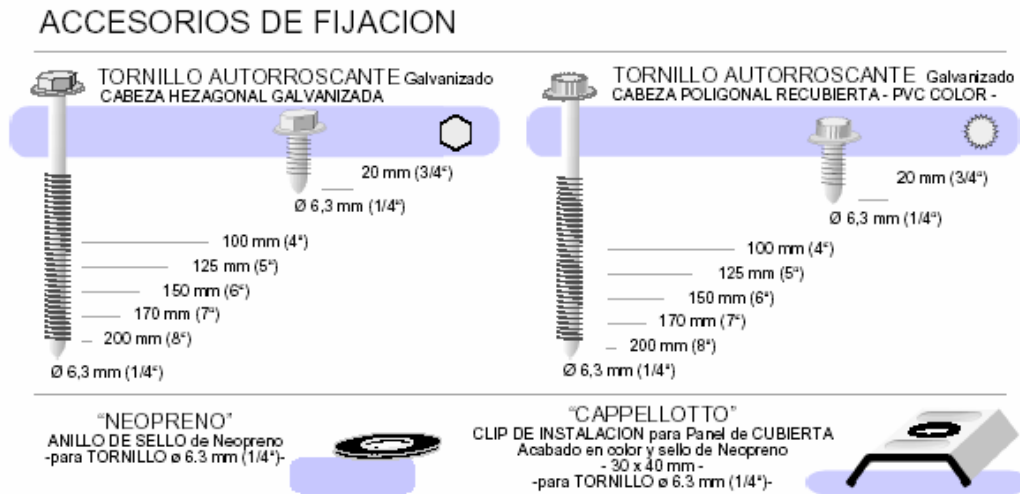 ACCESORIOS DE FIJACION
TORNILLO AUTORROSCANTE Galvanizado
CABEZA HEZAGONAL GALVANIZADA
20 mm (3/4“)
Ø 6,3 mm (1/4“)
100 mm (4“)
125 mm (5“)
150 mm (6“)
170 mm (7“)
200 mm (8“)
Ø 6,3 mm (1/4“)
TORNILLO AUTORROSCANTE Galvanizado
CABEZA POLIGONAL RECUBIERTA - PVC COLOR -
20 mm (3/4“)
Ø 6,3 mm (1/4“)
100 mm (4“)
125 mm (5“)
150 mm (6“)
170 mm (7“)
200 mm (8“)
Ø 6,3 mm (1/4“)
“NEOPRENO”
ANILLO DE SELLO de Neopreno
-para TORNILLO ø 6.3 mm (1/4“)-
“CAPPELLOTTO”
CLIP DE INSTALACION para Panel de CUBIERTA
Acabado en color y sello de Neopreno
- 30 x 40 mm -
-para TORNILLO ø 6.3 mm (1/4“)-